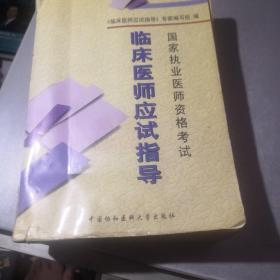 《临床医师应试指导》专家编写组 编
国家执业医师资格考试
临床医师应试指导
中国协和医科大学出版社